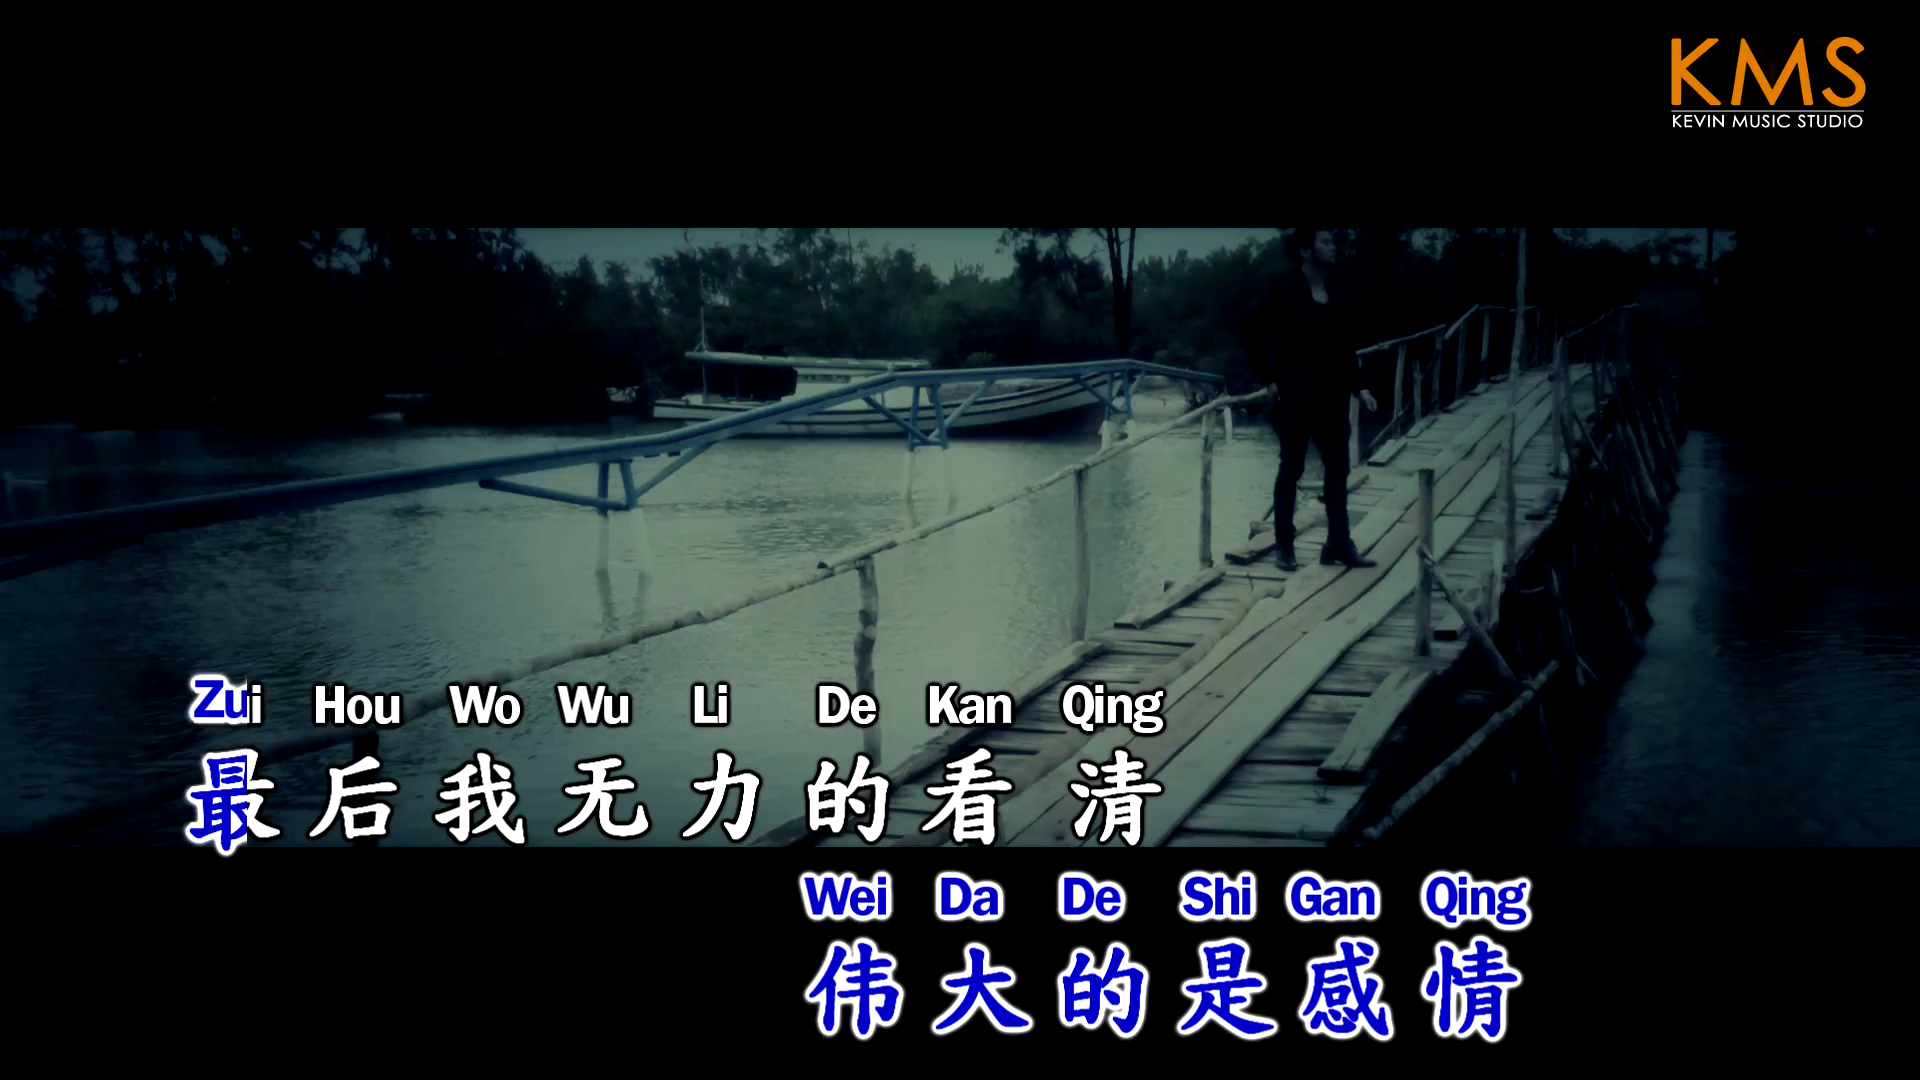 KMS
KEVIN MUSIC STUDIO
Zui Hou Wo Wu Li De Kan Qing
最后我无力的看清
Wei Da De Shi Gan Qing
伟大的是感情